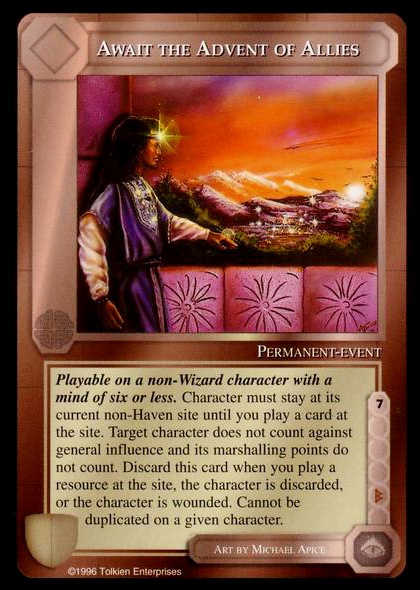 AWAIT THE ADVENT OF ALLIES
PERMANENT-EVENT
Playable on a non-Wizard character with a
mind of six or less. Character must stay at its
current non-Haven site until you play a card at
the site. Target character does not count against
general influence and its marshalling points do
not count. Discard this card when you play a
resource at the site, the character is discarded,
or the character is wounded. Cannot be
duplicated on a given character.
7
ART BY MICHAEL APICE
©1996 Tolkien Enterprises